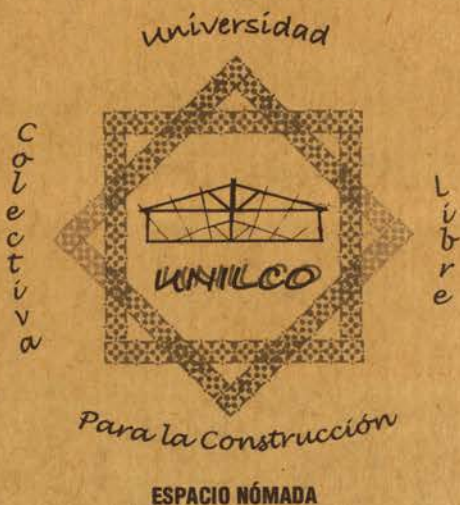 Universidad
Libre
UNILCO
Para la Construcción
Colectiva
ESPACIO NÓMADA